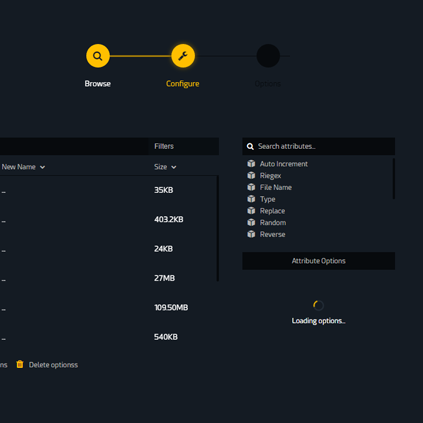 Browse Configure Options
Filters
New Name Size
_ 35KB
_ 403.2KB
_ 24KB
_ 27MB
_ 109.50MB
_ 540KB
ns Delete optionss
Search attributes..
Auto Increment
Riegex
File Name
Type
Replace
Random
Reverse
Attribute Options
Loading options..